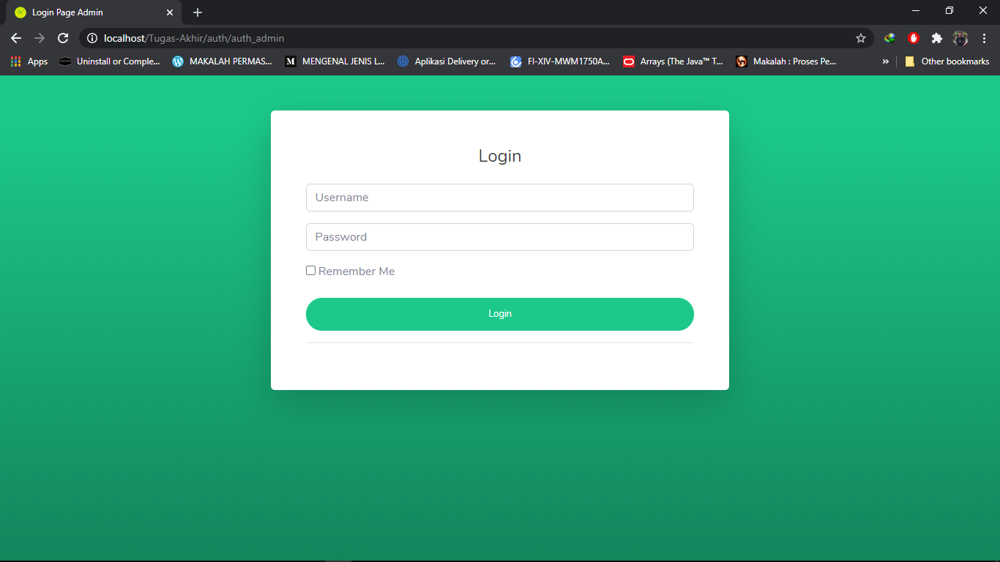 Login Page Admin
localhost/Tugas-Akhir/auth/auth_admin
Apps
Uninstall or Comple...
MAKALAH PERMAS...
MENGENAL JENIS L...
Aplikasi Delivery or...
FI-XIV-MWM1750A...
Arrays (The Java™ T...
Makalah : Proses Pe...
»
Other bookmarks
Login
Username
Password
Remember Me
Login